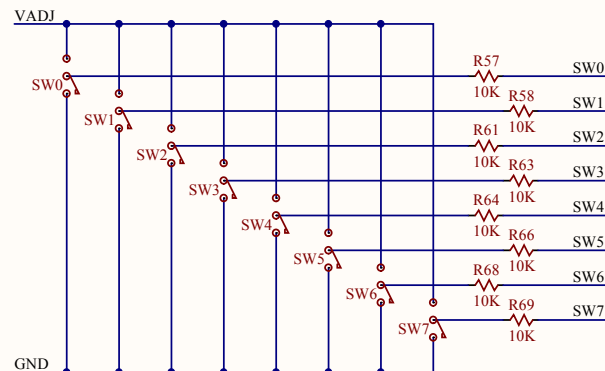 VADJ
R57
SW0
SW0
10K
R58
SW1
SW1
10K
R61
SW2
SW2
10K
R63
SW3
SW3
10K
R64
SW4
SW4
10K
R66
SW5
SW5
10K
R68
SW6
SW6
10K
R69
SW7
SW7
10K
GND